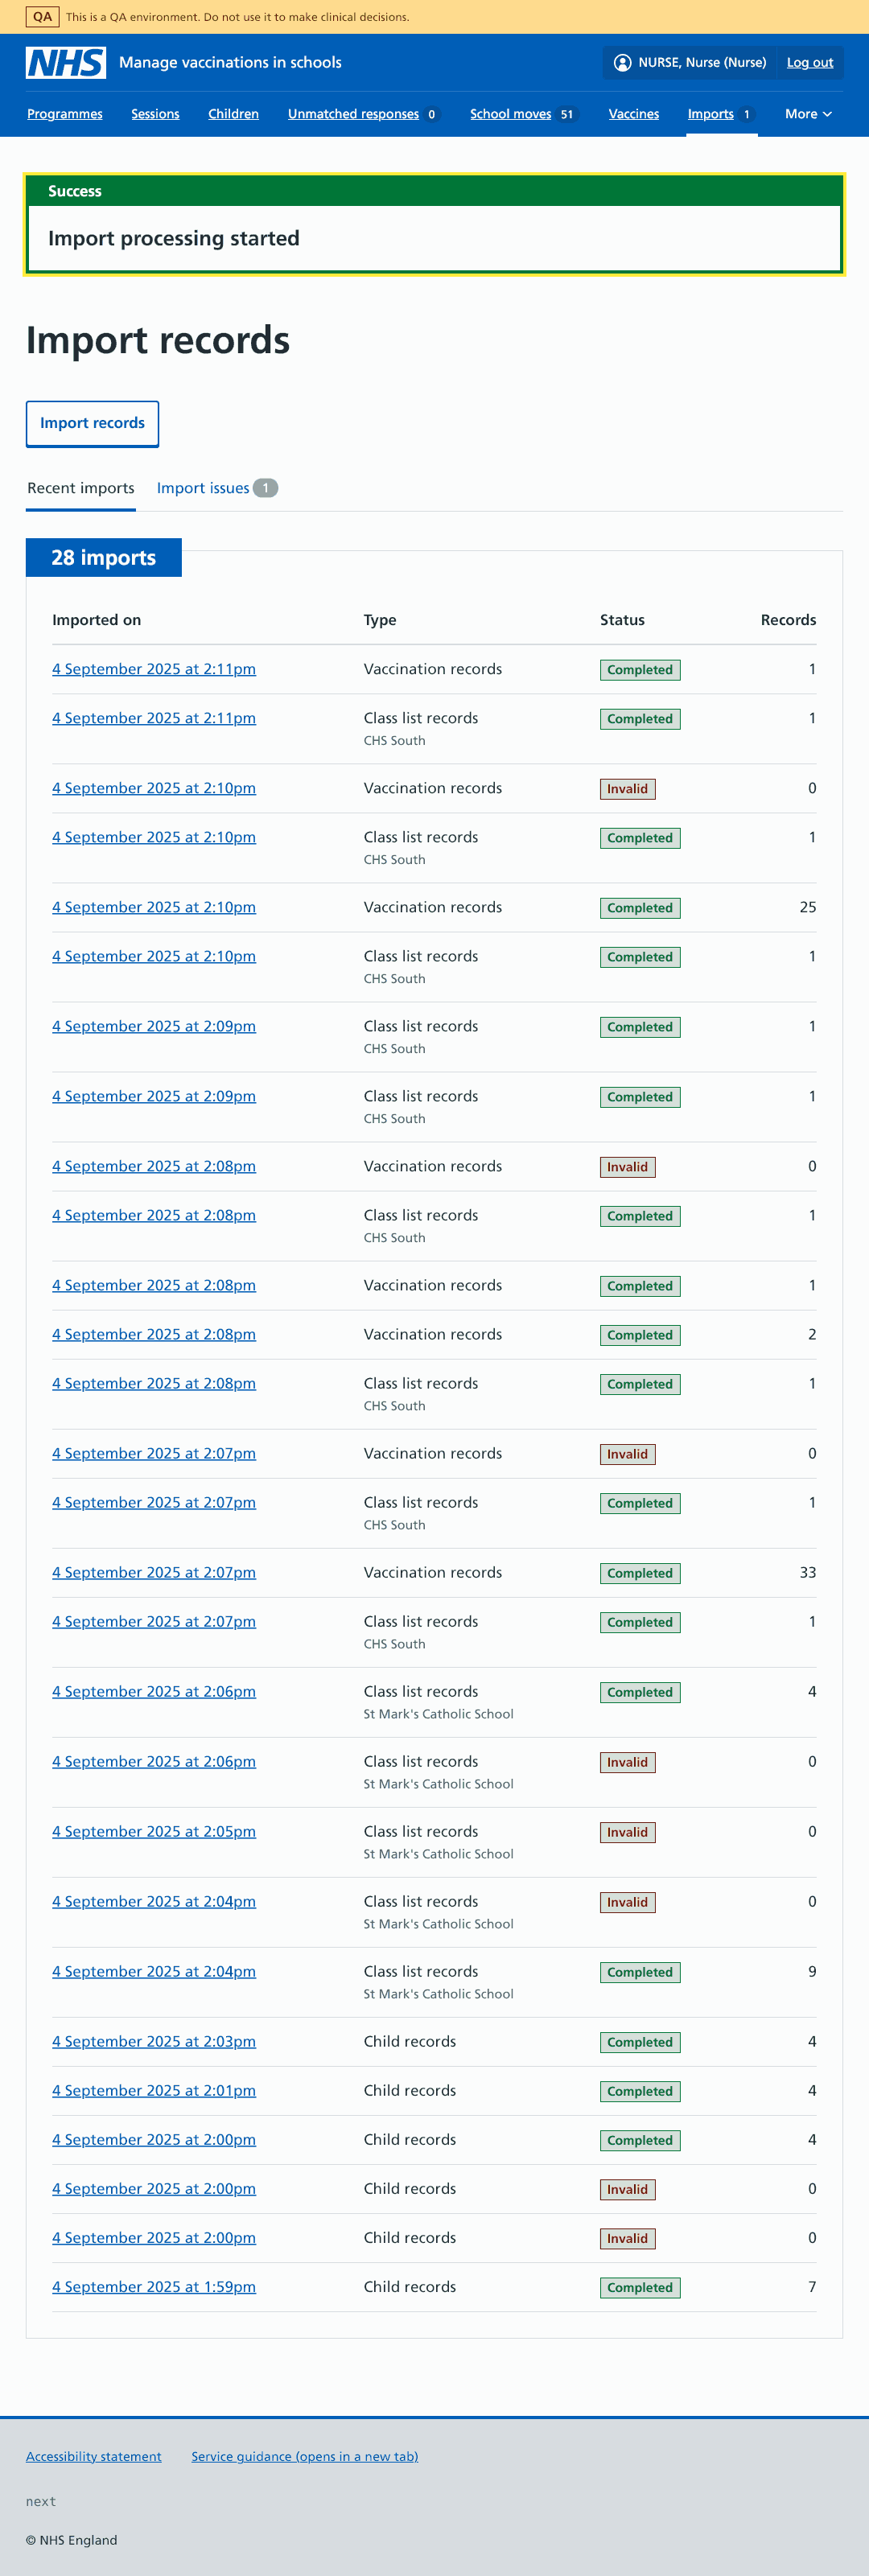 QA This is a QA environment. Do not use it to make clinical decisions.
NHS Manage vaccinations in schools NURSE, Nurse (Nurse) Log out
Programmes Sessions Children Unmatched responses 0 School moves 51 Vaccines Imports 1 More
Success
Import processing started
Import records
Import records
Recent imports Import issues 1
28 imports
Imported on Type Status Records
4 September 2025 at 2:11pm Vaccination records Completed 1
4 September 2025 at 2:11pm Class list records Completed 1
CHS South
4 September 2025 at 2:10pm Vaccination records Invalid 0
4 September 2025 at 2:10pm Class list records Completed 1
CHS South
4 September 2025 at 2:10pm Vaccination records Completed 25
4 September 2025 at 2:10pm Class list records Completed 1
CHS South
4 September 2025 at 2:09pm Class list records Completed 1
CHS South
4 September 2025 at 2:09pm Class list records Completed 1
CHS South
4 September 2025 at 2:08pm Vaccination records Invalid 0
4 September 2025 at 2:08pm Class list records Completed 1
CHS South
4 September 2025 at 2:08pm Vaccination records Completed 1
4 September 2025 at 2:08pm Vaccination records Completed 2
4 September 2025 at 2:08pm Class list records Completed 1
CHS South
4 September 2025 at 2:07pm Vaccination records Invalid 0
4 September 2025 at 2:07pm Class list records Completed 1
CHS South
4 September 2025 at 2:07pm Vaccination records Completed 33
4 September 2025 at 2:07pm Class list records Completed 1
CHS South
4 September 2025 at 2:06pm Class list records Completed 4
St Mark's Catholic School
4 September 2025 at 2:06pm Class list records Invalid 0
St Mark's Catholic School
4 September 2025 at 2:05pm Class list records Invalid 0
St Mark's Catholic School
4 September 2025 at 2:04pm Class list records Invalid 0
St Mark's Catholic School
4 September 2025 at 2:04pm Class list records Completed 9
St Mark's Catholic School
4 September 2025 at 2:03pm Child records Completed 4
4 September 2025 at 2:01pm Child records Completed 4
4 September 2025 at 2:00pm Child records Completed 4
4 September 2025 at 2:00pm Child records Invalid 0
4 September 2025 at 2:00pm Child records Invalid 0
4 September 2025 at 1:59pm Child records Completed 7
Accessibility statement Service guidance (opens in a new tab)
next
© NHS England